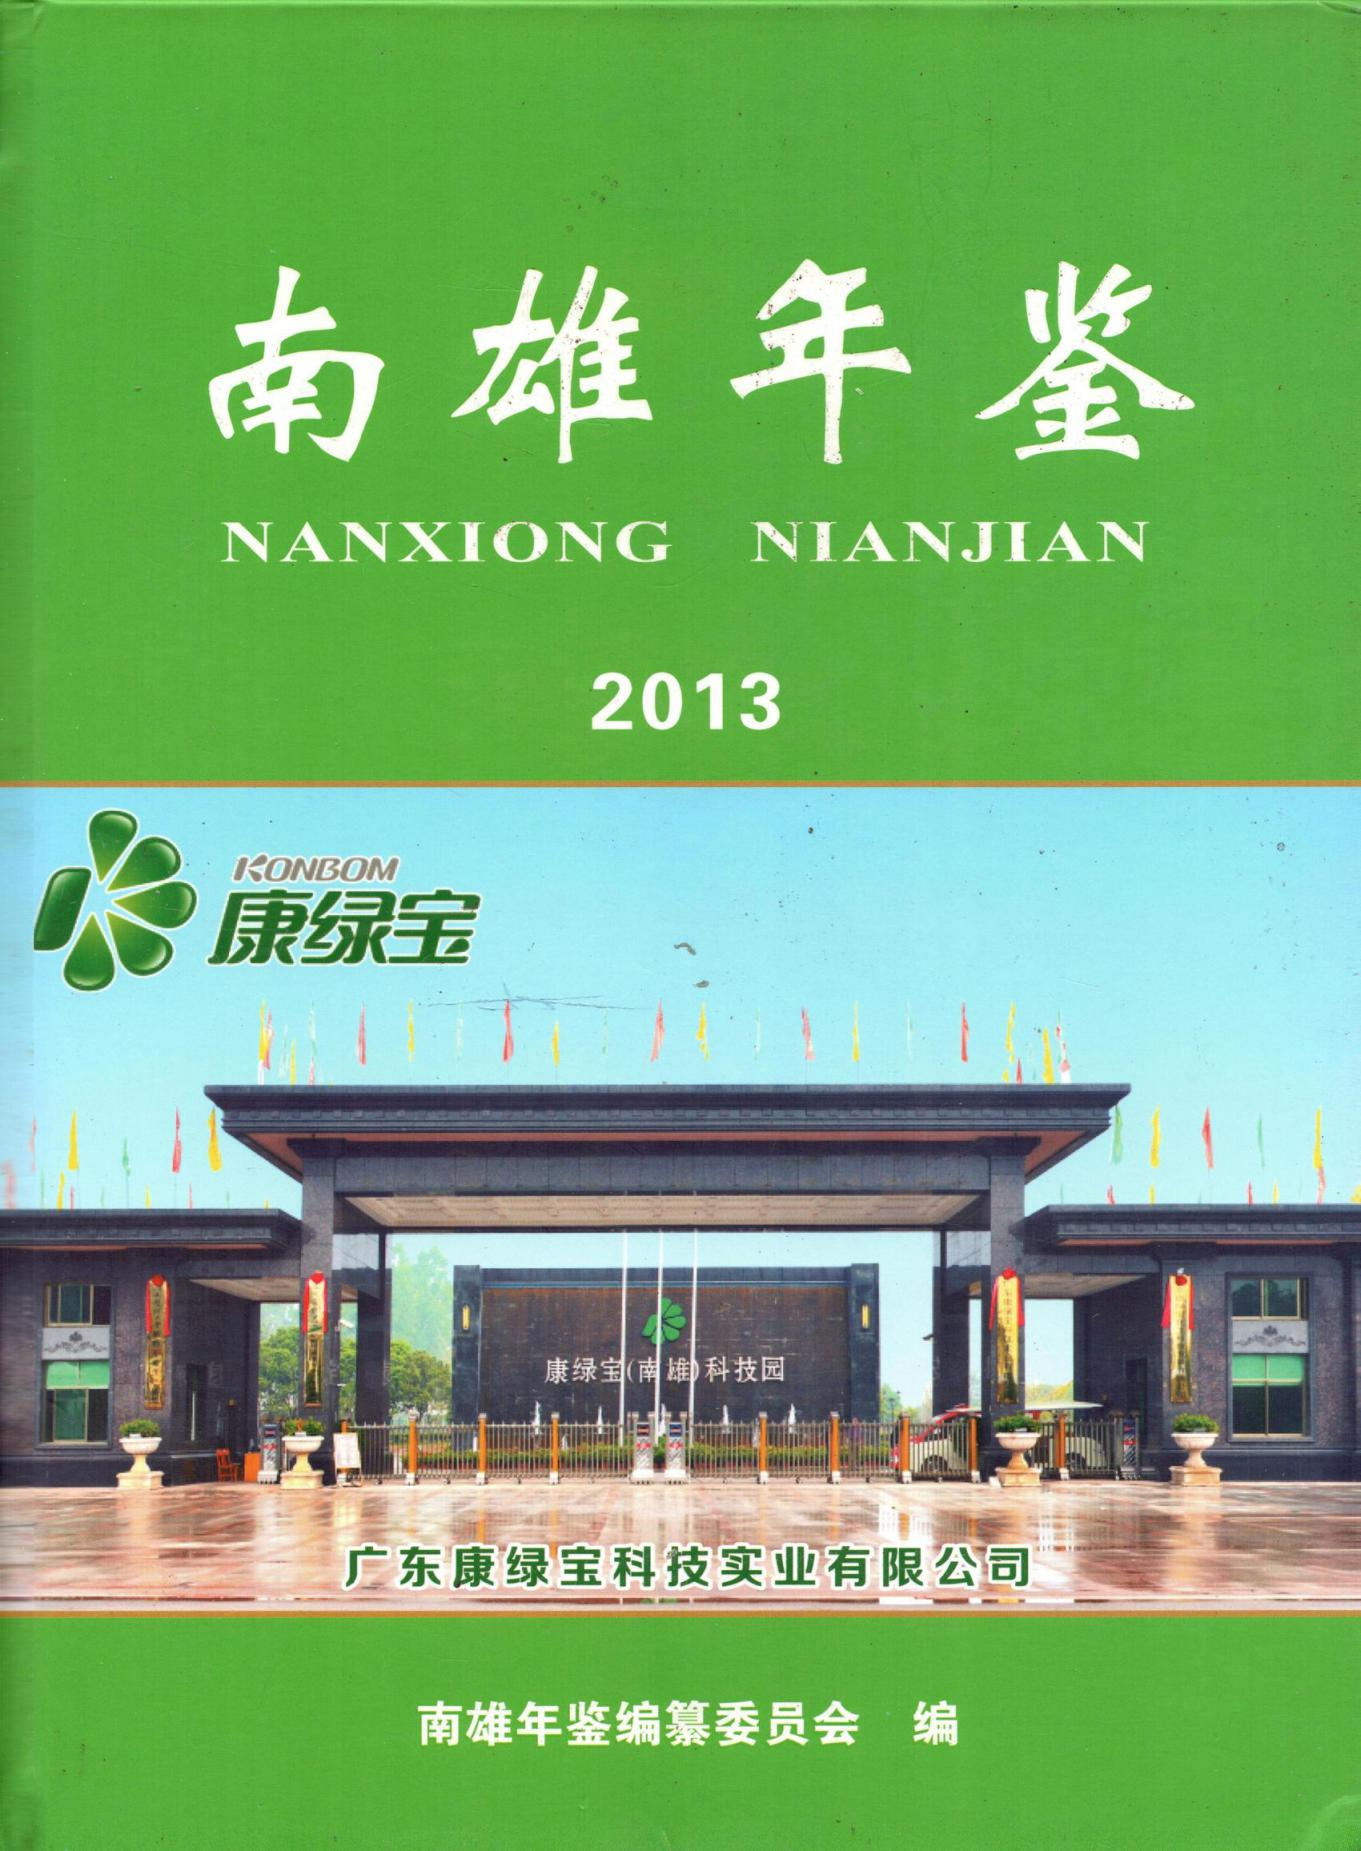 南雄年鉴
NANXIONG NIANJIAN
2013
KONBOM
康绿宝
康绿宝(南雄)科技园
广东康绿宝科技实业有限公司
南雄年鉴编纂委员会 编